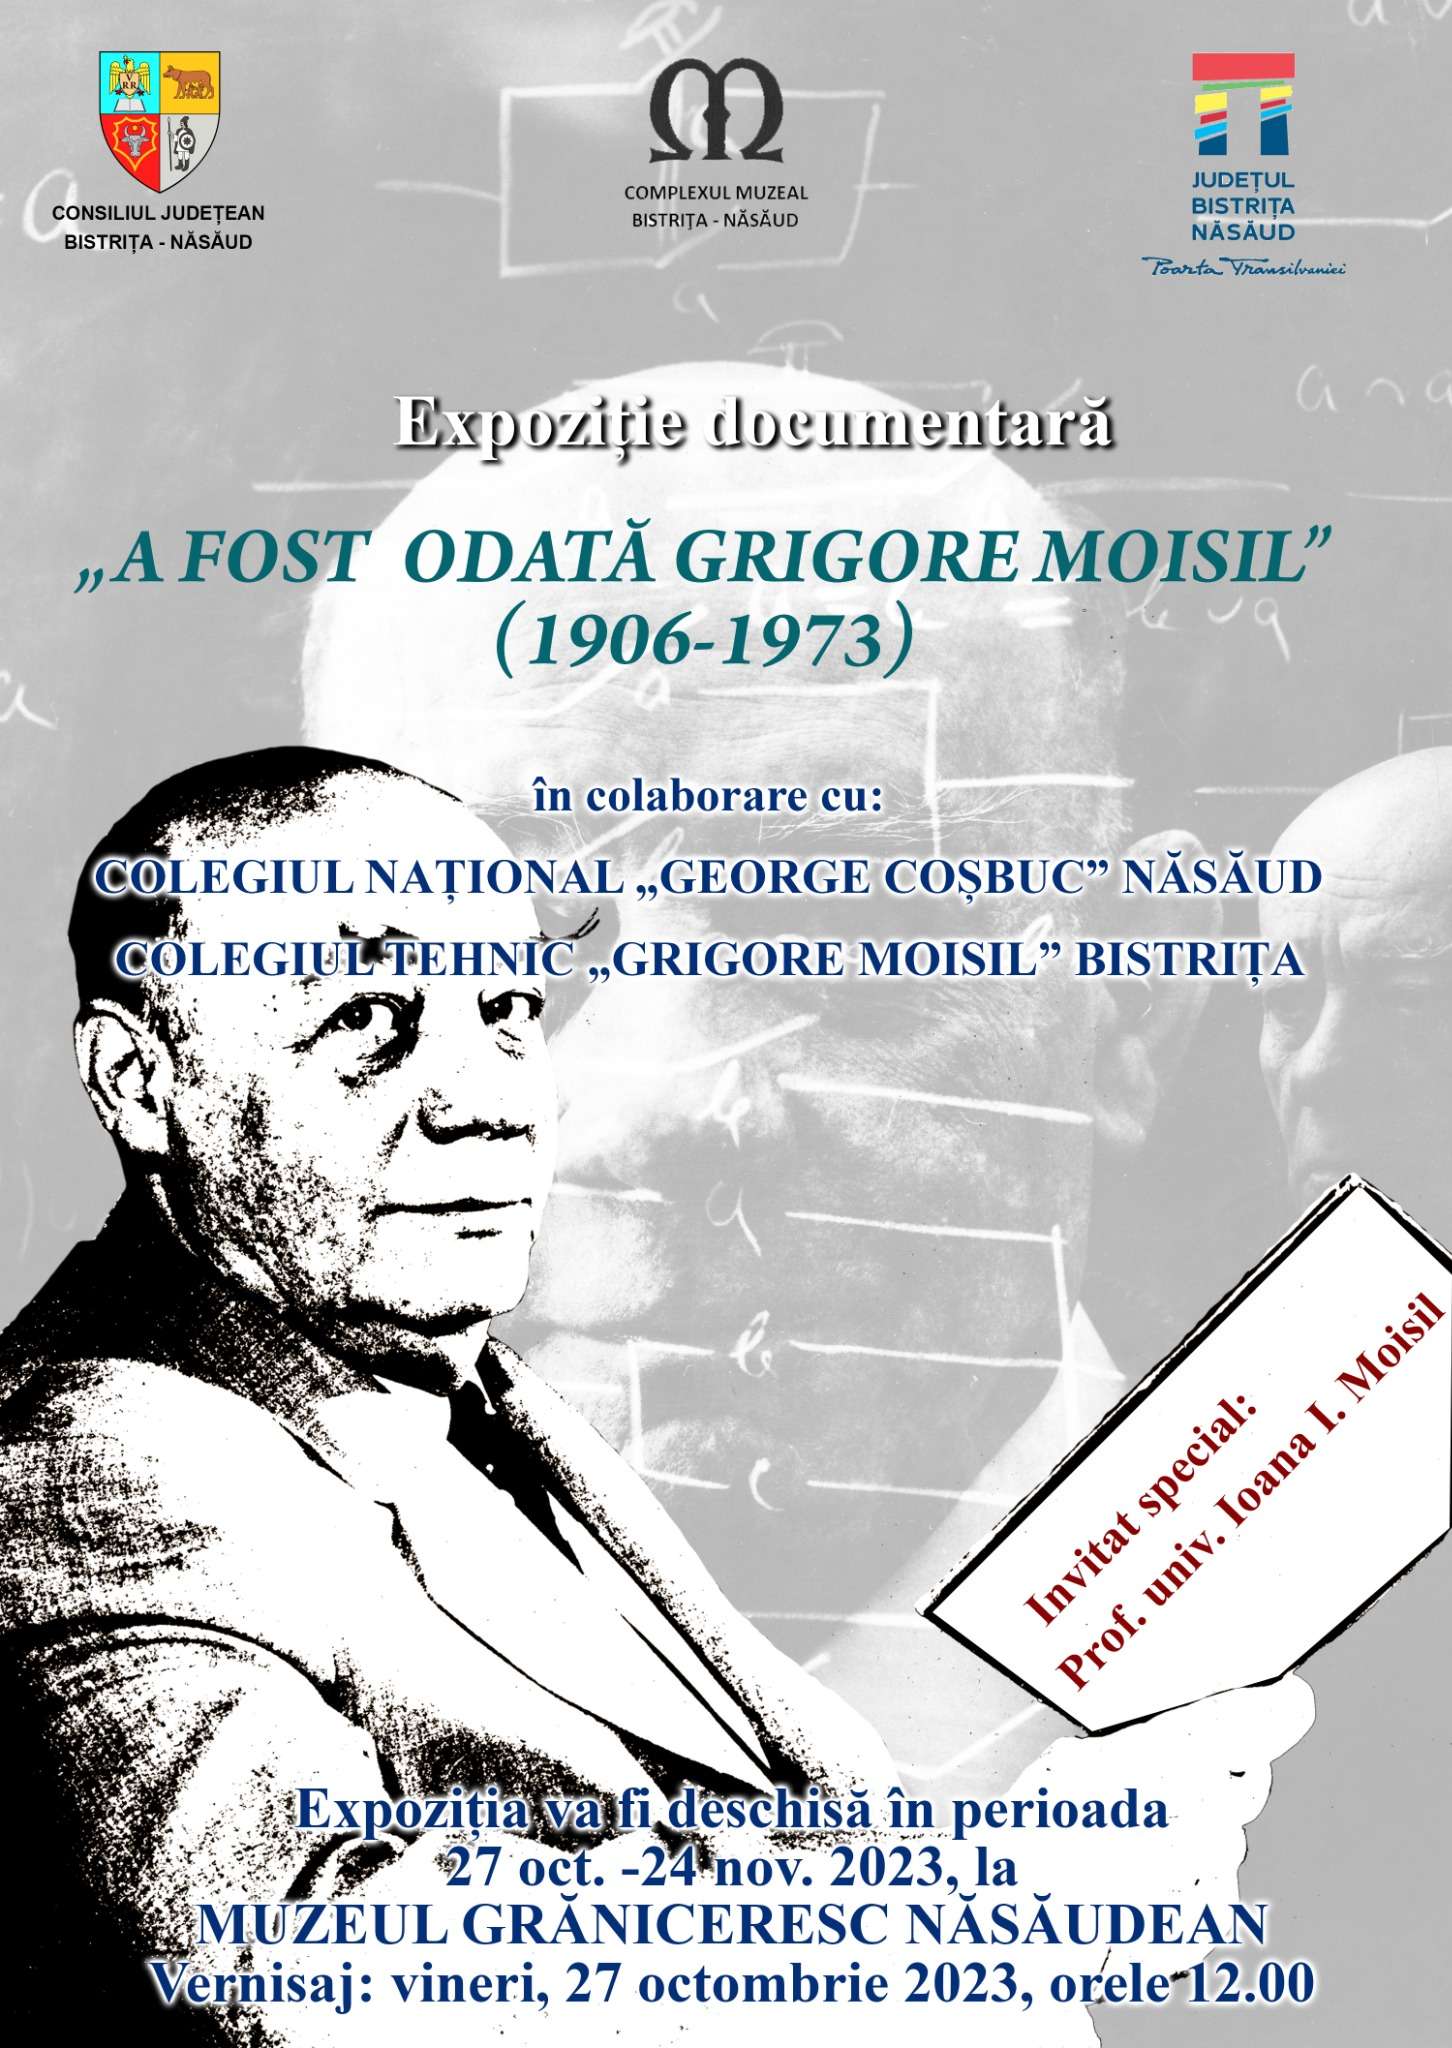 CONSILIUL JUDEȚEAN
BISTRIȚA - NĂSĂUD
COMPLEXUL MUZEAL
BISTRIŢA - NĂSĂUD
JUDEȚUL
BISTRIȚA
NĂSĂUD
Poarta Transilvaniei
Expoziție documentară
„A FOST ODATĂ GRIGORE MOISIL”
(1906-1973)
în colaborare cu:
COLEGIUL NAȚIONAL „GEORGE COȘBUC” NĂSĂUD
COLEGIUL TEHNIC „GRIGORE MOISIL” BISTRIȚA
Invitat special:
Prof. univ. Ioana I. Moisil
Expoziția va fi deschisă în perioada
27 oct. -24 nov. 2023, la
MUZEUL GRĂNICERESC NĂSĂUDEAN
Vernisaj: vineri, 27 octombrie 2023, orele 12.00